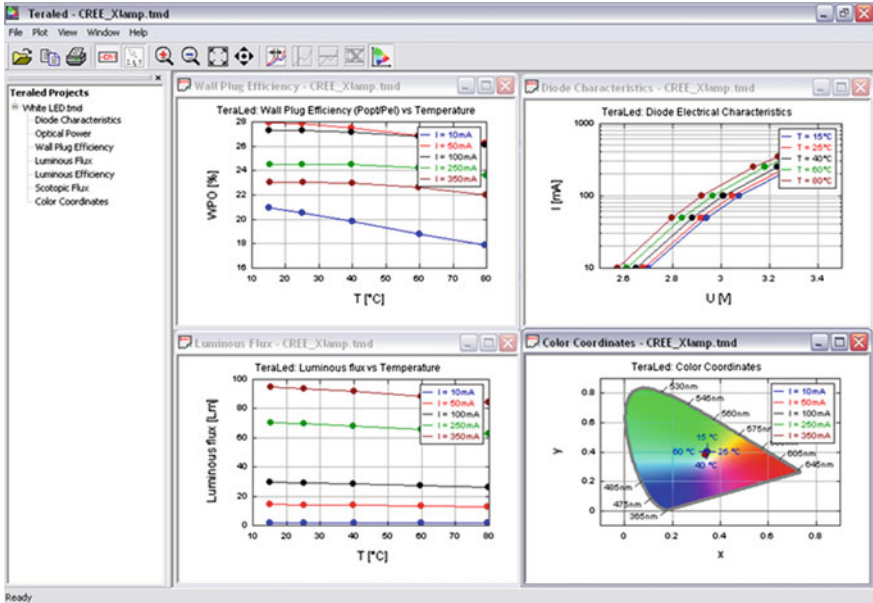 Teraled - CREE_Xlamp.tmd
File Plot View Window Help
Teraled Projects
White LED.tmd
Diode Characteristics
Optical Power
Wall Plug Efficiency
Luminous Flux
Luminous Efficiency
Scotopic Flux
Color Coordinates
Wall Plug Efficiency - CREE_Xlamp.tmd
TeraLed: Wall Plug Efficiency (Popt/Pel) vs Temperature
28
26
24
22
20
18
16
WPO [%]
I = 10mA
I = 50mA
I = 100mA
I = 250mA
I = 350mA
10 20 30 40 50 60 70 80
T [°C]
Diode Characteristics - CREE_Xlamp.tmd
TeraLed: Diode Electrical Characteristics
1000
100
10
I [mA]
T = 15°C
T = 25°C
T = 40°C
T = 60°C
T = 80°C
2.6 2.8 3 3.2 3.4
U [V]
Luminous Flux - CREE_Xlamp.tmd
TeraLed: Luminous flux vs Temperature
100
80
60
40
20
0
Luminous flux [Lm]
I = 10mA
I = 50mA
I = 100mA
I = 250mA
I = 350mA
10 20 30 40 50 60 70 80
T [°C]
Color Coordinates - CREE_Xlamp.tmd
TeraLed: Color Coordinates
0.8
0.6
0.4
0.2
0
y
530nm
545nm
560nm
575nm
605nm
645nm
485nm
475nm
385nm
15 °C
60 °C
25 °C
40 °C
I = 10mA
I = 50mA
I = 100mA
I = 250mA
I = 350mA
0 0.2 0.4 0.6 0.8
x
Ready